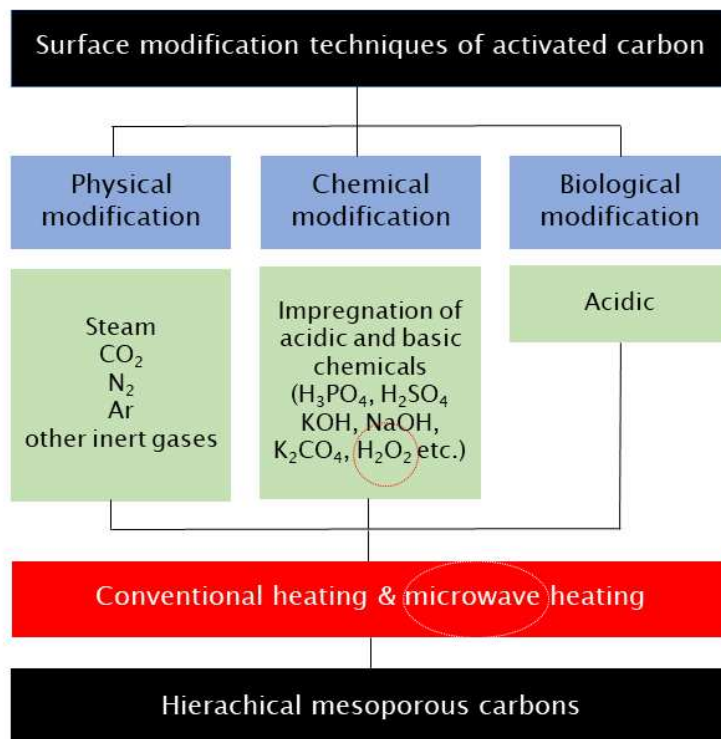 Surface modification techniques of activated carbon
Physical
modification
Chemical
modification
Biological
modification
Steam
CO₂
N₂
Ar
other inert gases
Impregnation of
acidic and basic
chemicals
(H₃PO₄, H₂SO₄
KOH, NaOH,
K₂CO₄, H₂O₂ etc.)
Acidic
Conventional heating & microwave heating
Hierachical mesoporous carbons